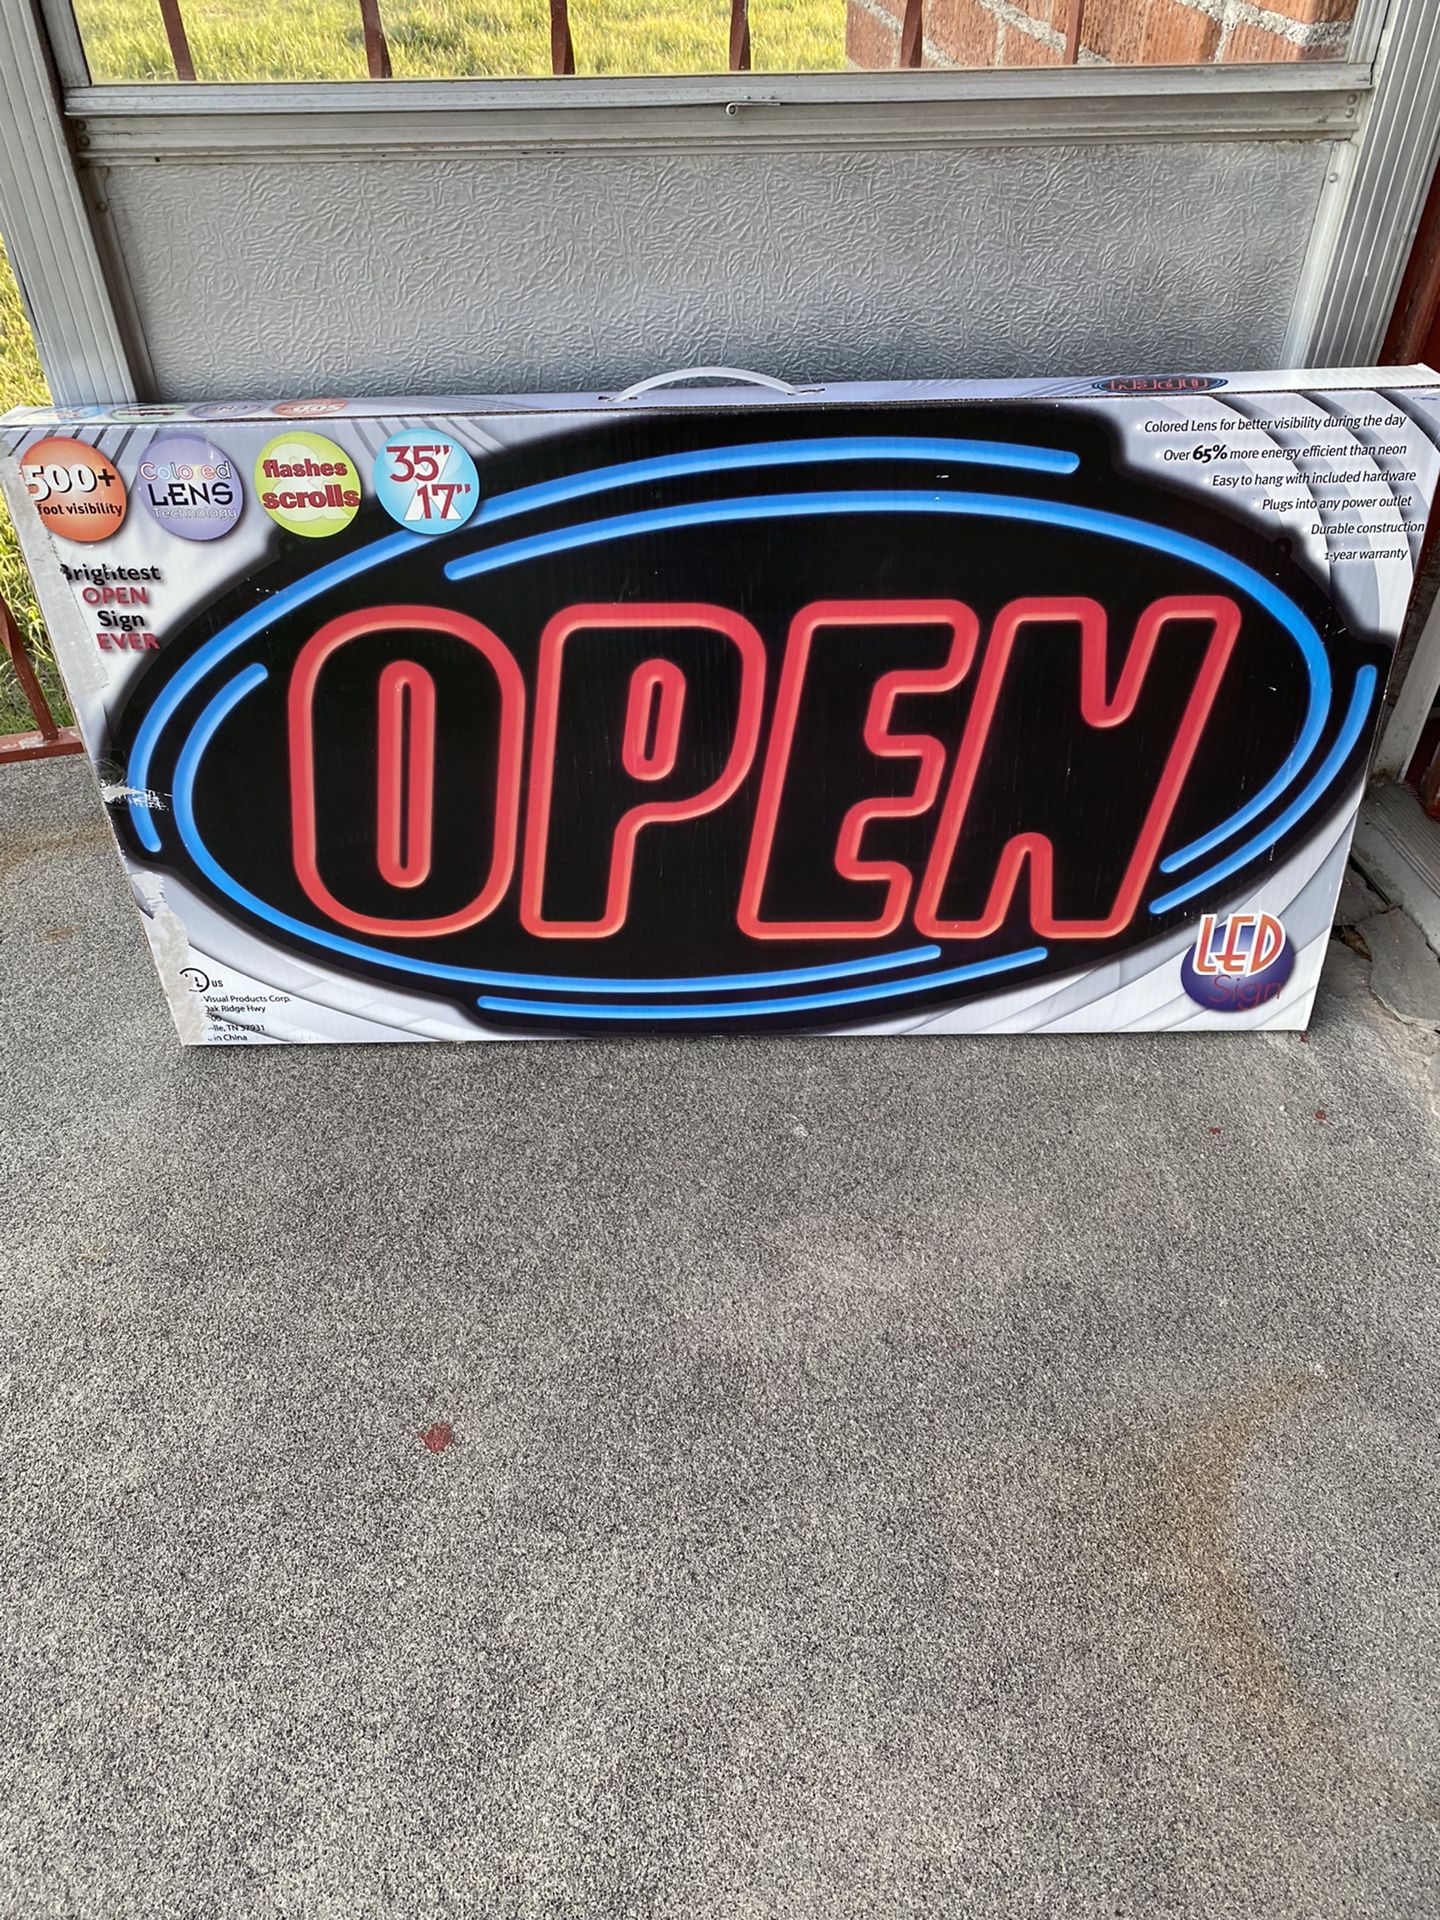 OPEN
500+
foot visibility
Colored
LENS
Technology
flashes
&
scrolls
35"
X
17"
Brightest
OPEN
Sign
EVER
Colored Lens for better visibility during the day
Over 65% more energy efficient than neon
Easy to hang with included hardware
Plugs into any power outlet
Durable construction
1-year warranty
OPEN
LED
Sign
US
Visual Products Corp.
Oak Ridge Hwy
TN 37931
in China